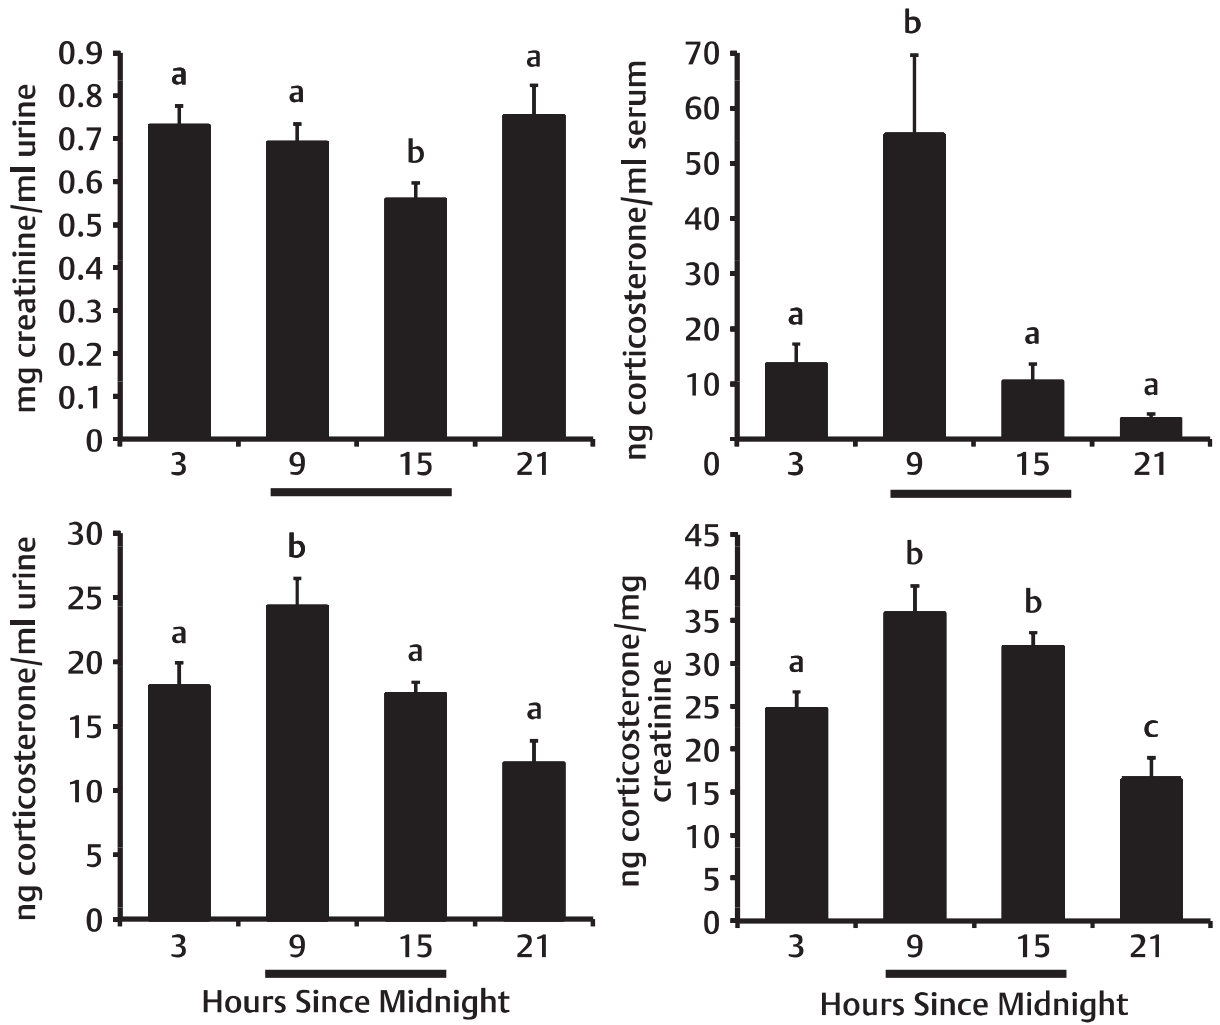 mg creatinine/ml urine
0.9
0.8
0.7
0.6
0.5
0.4
0.3
0.2
0.1
0
a
a
b
a
3 9 15 21
ng corticosterone/ml serum
70
60
50
40
30
20
10
0
a
b
a
a
3 9 15 21
ng corticosterone/ml urine
30
25
20
15
10
5
0
a
b
a
a
3 9 15 21
Hours Since Midnight
ng corticosterone/mg
creatinine
45
40
35
30
25
20
15
10
5
0
a
b
b
c
3 9 15 21
Hours Since Midnight